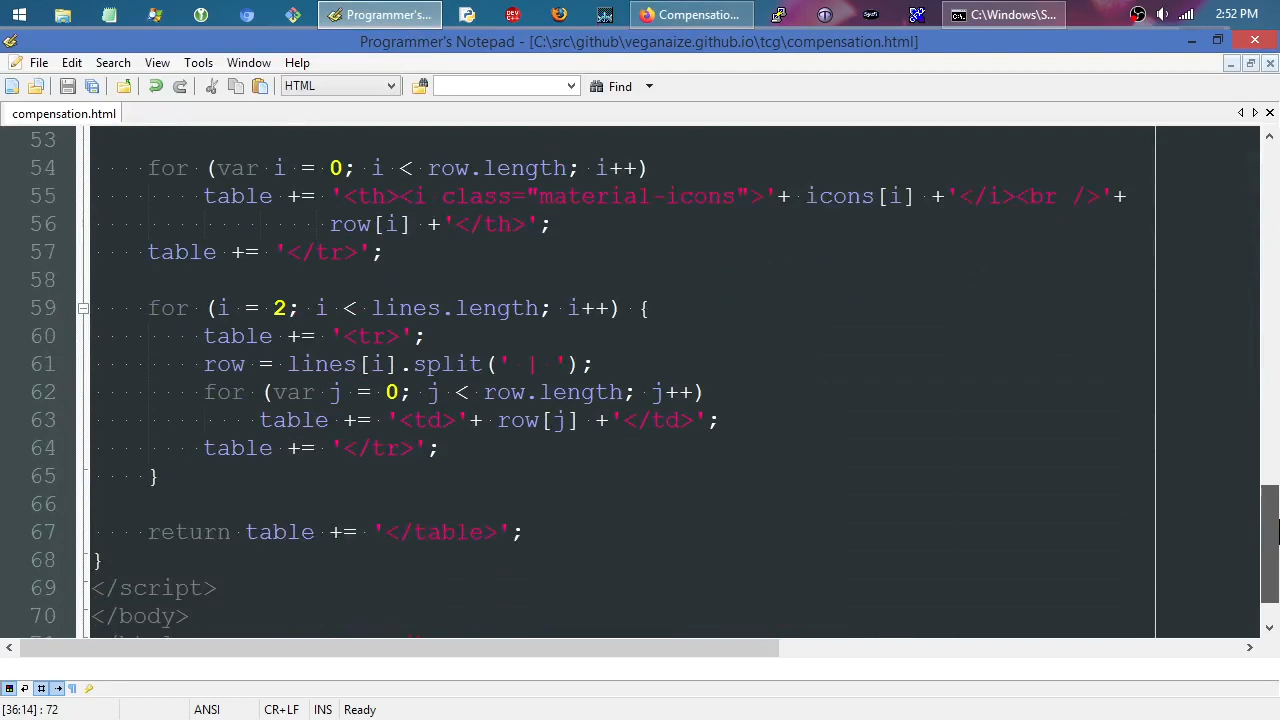 Programmer's...
Compensatio...
C:\Windows\S...
2:52 PM
Programmer's Notepad - [C:\src\github\veganaize.github.io\tcg\compensation.html]
File Edit Search View Tools Window Help
HTML
Find
compensation.html
53
54 for (var i = 0; i < row.length; i++)
55 table += '<th><i class="material-icons">'+ icons[i] +'</i><br />'+
56 row[i] +'</th>';
57 table += '</tr>';
58
59 for (i = 2; i < lines.length; i++) {
60 table += '<tr>';
61 row = lines[i].split(' | ');
62 for (var j = 0; j < row.length; j++)
63 table += '<td>'+ row[j] +'</td>';
64 table += '</tr>';
65 }
66
67 return table += '</table>';
68 }
69 </script>
70 </body>
[36:14] : 72 ANSI CR+LF INS Ready